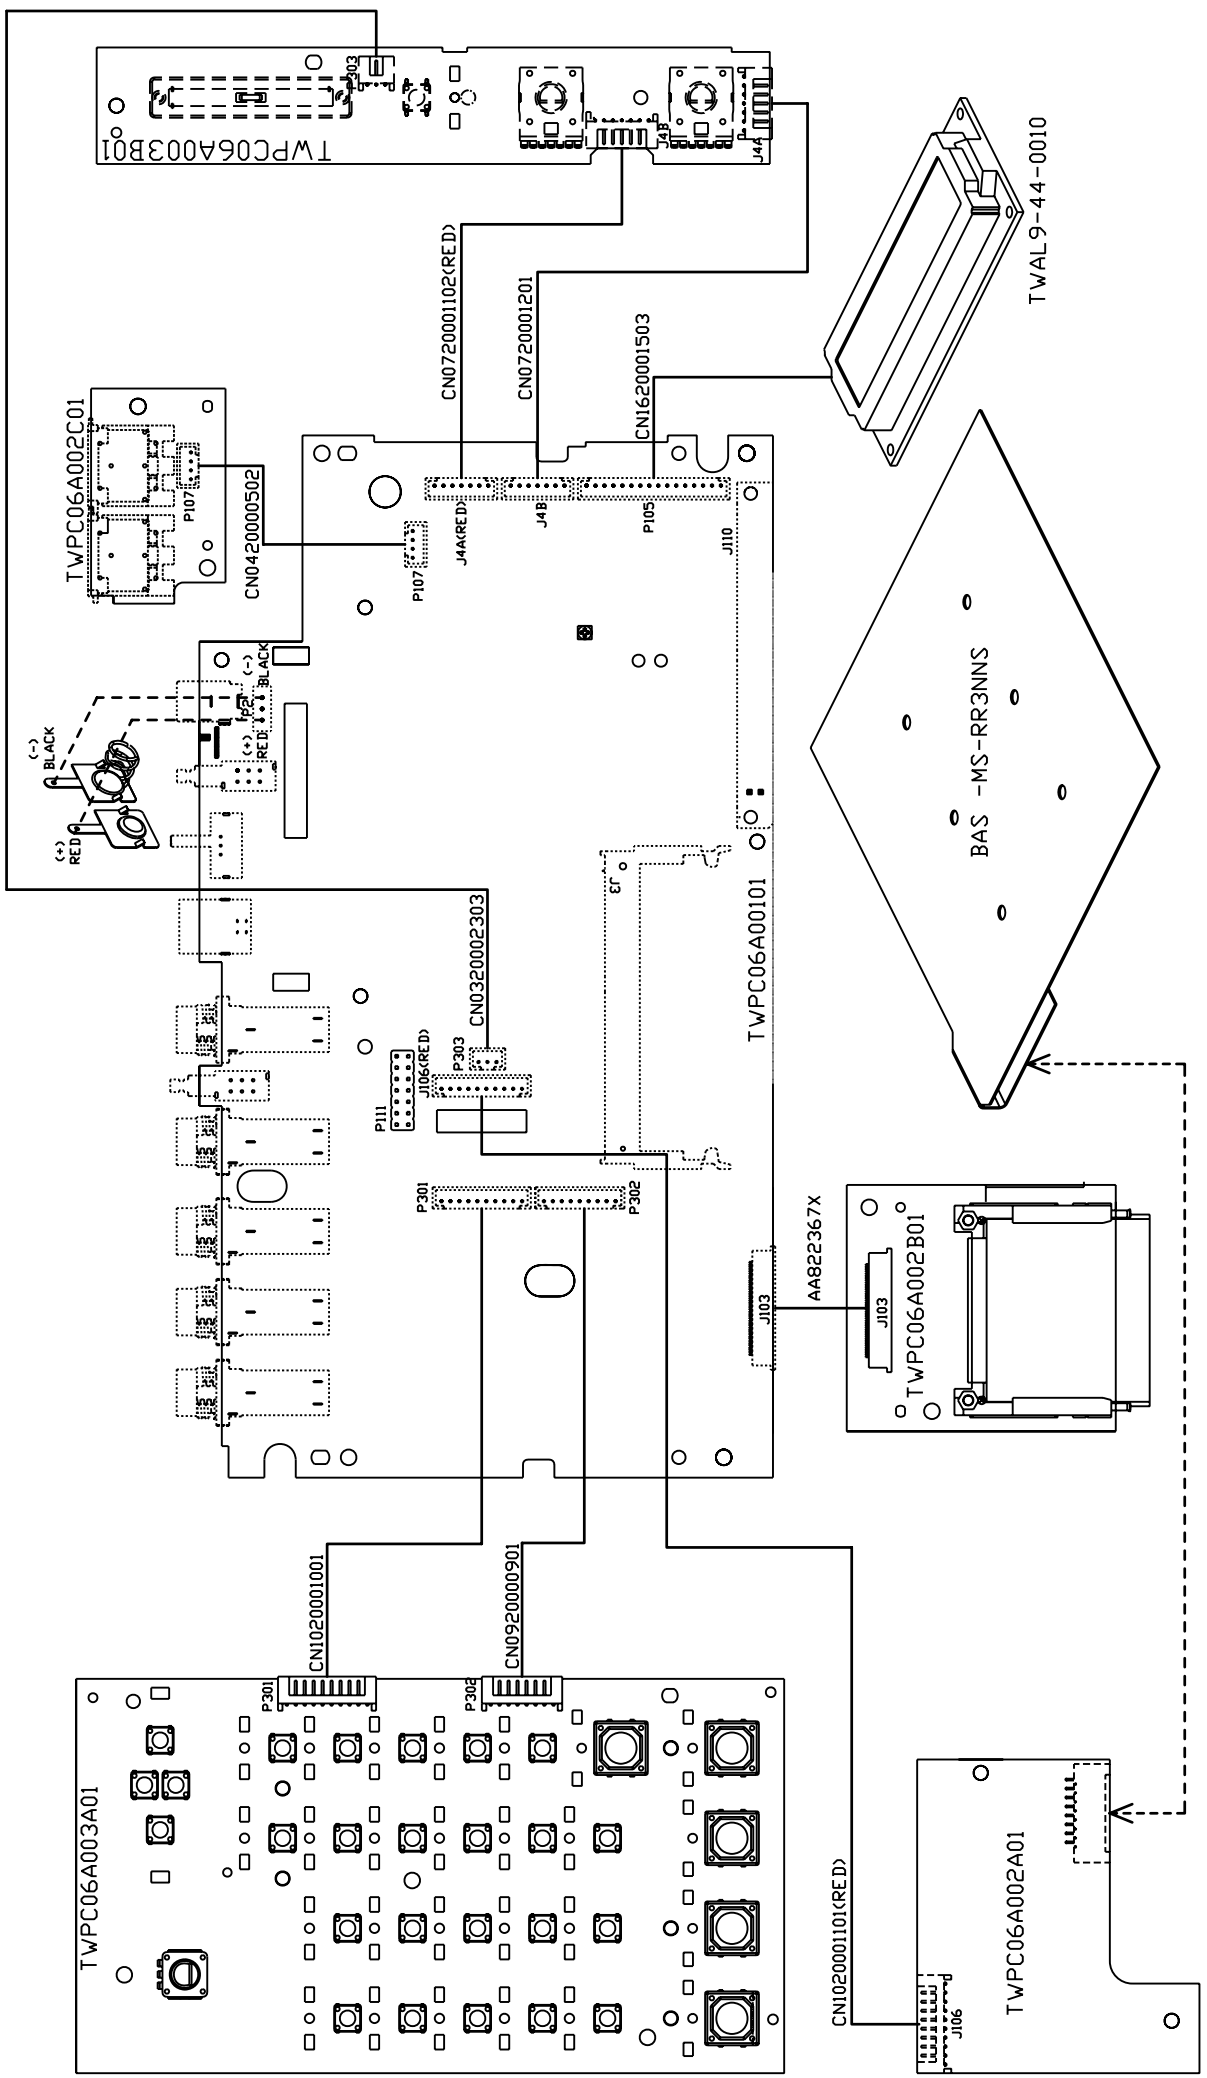 J303
TWPC06A003B01
J4B
J4A
CN0720001102(RED)
CN0720001201
CN1620001503
TWAL9-44-0010
TWPC06A002C01
P107
CN0420000502
P107
J4A(RED)
J4B
P105
J110
(-)
BLACK
P2
(+)
RED
(-)
BLACK
(+)
RED
BAS -MS-RR3NNS
J3
CN0320002303
TWPC06A00101
P111
J106(RED)
P303
P301
P302
J103
AA822367X
J103
TWPC06A002B01
CN1020001001
CN0920000901
P301
P302
TWPC06A003A01
CN1020001101(RED)
J106
TWPC06A002A01